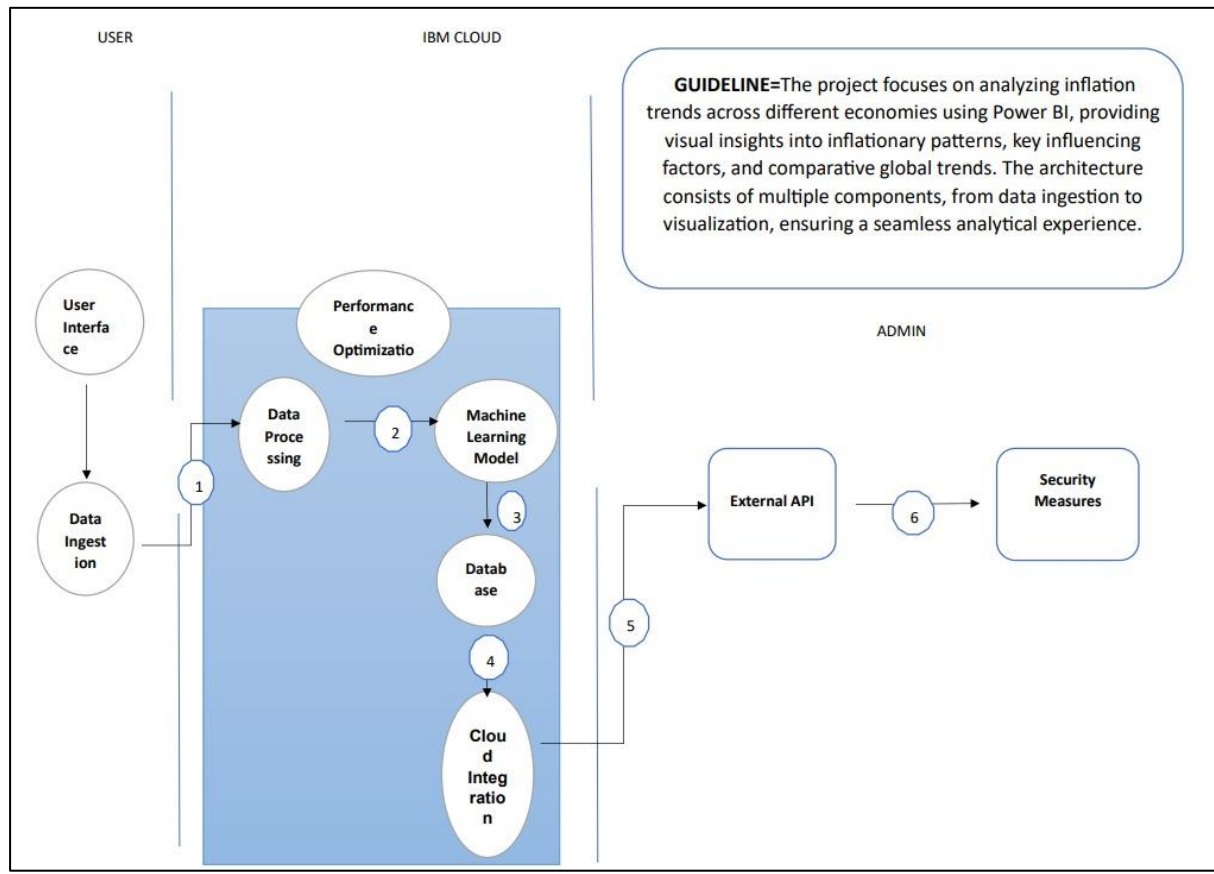 USER
IBM CLOUD
GUIDELINE=The project focuses on analyzing inflation
trends across different economies using Power BI, providing
visual insights into inflationary patterns, key influencing
factors, and comparative global trends. The architecture
consists of multiple components, from data ingestion to
visualization, ensuring a seamless analytical experience.
ADMIN
User
Interfa
ce
Data
Ingest
ion
1
Performanc
e
Optimizatio
Data
Proce
ssing
2
Machine
Learning
Model
3
Datab
ase
4
Clou
d
Integ
ratio
n
5
External API
6
Security
Measures